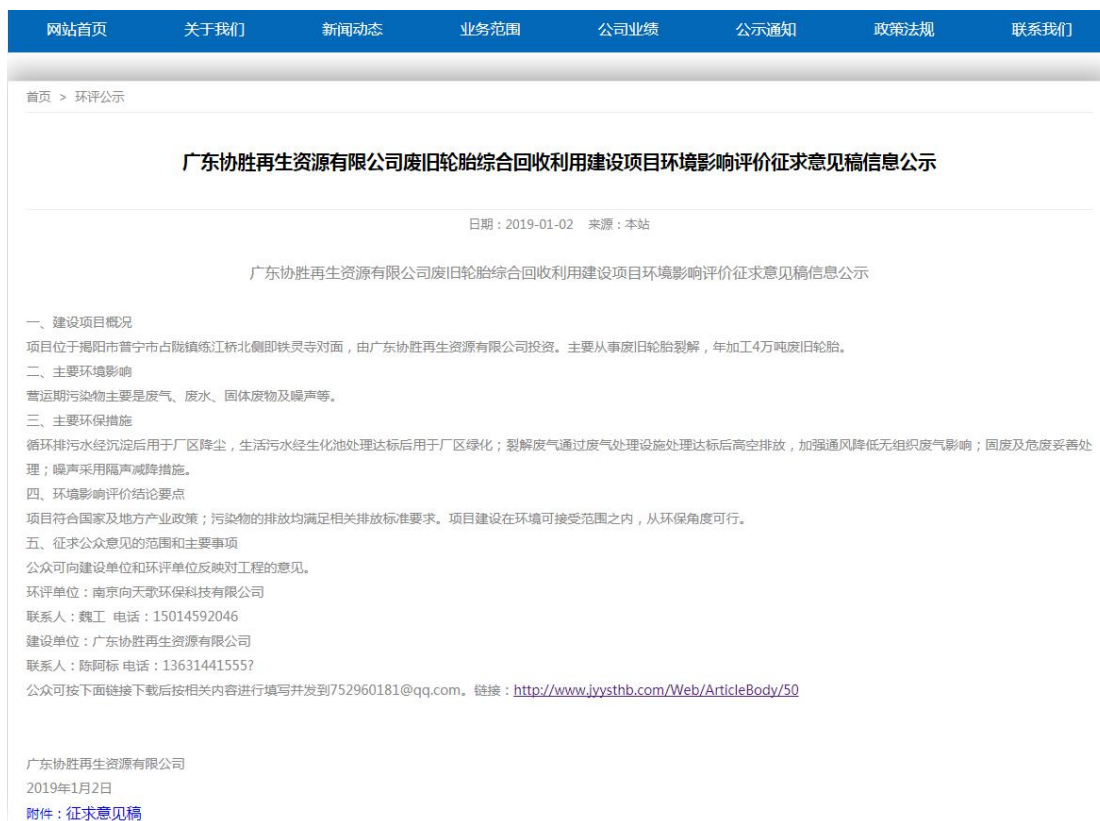 网站首页 关于我们 新闻动态 业务范围 公司业绩 公示通知 政策法规 联系我们
首页 > 环评公示
广东协胜再生资源有限公司废旧轮胎综合回收利用建设项目环境影响评价征求意见稿信息公示
日期：2019-01-02 来源：本站
广东协胜再生资源有限公司废旧轮胎综合回收利用建设项目环境影响评价征求意见稿信息公示
一、建设项目概况
项目位于揭阳市普宁市占陇镇练江桥北侧即铁灵寺对面，由广东协胜再生资源有限公司投资。主要从事废旧轮胎裂解，年加工4万吨废旧轮胎。
二、主要环境影响
营运期污染物主要是废气、废水、固体废物及噪声等。
三、主要环保措施
循环排污水经沉淀后用于厂区降尘，生活污水经生化池处理达标后用于厂区绿化；裂解废气通过废气处理设施处理达标后高空排放，加强通风降低无组织废气影响；固废及危废妥善处
理；噪声采用隔声减降措施。
四、环境影响评价结论要点
项目符合国家及地方产业政策；污染物的排放均满足相关排放标准要求。项目建设在环境可接受范围之内，从环保角度可行。
五、征求公众意见的范围和主要事项
公众可向建设单位和环评单位反映对工程的意见。
环评单位：南京向天歌环保科技有限公司
联系人：魏工 电话：15014592046
建设单位：广东协胜再生资源有限公司
联系人：陈阿标 电话：13631441555?
公众可按下面链接下载后按相关内容进行填写并发到752960181@qq.com。链接：http://www.jyysthb.com/Web/ArticleBody/50
广东协胜再生资源有限公司
2019年1月2日
附件：征求意见稿